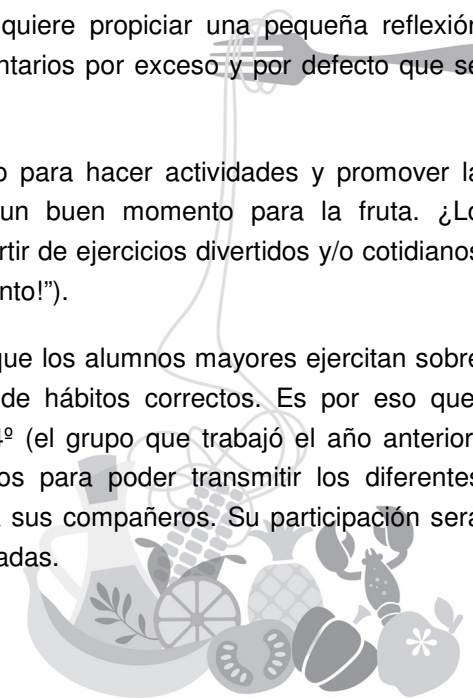 quiere propiciar una pequeña reflexión
ntarios por exceso y por defecto que se
o para hacer actividades y promover la
un buen momento para la fruta. ¿Lo
rtir de ejercicios divertidos y/o cotidianos
nto!”).
que los alumnos mayores ejercitan sobre
de hábitos correctos. Es por eso que
4º (el grupo que trabajó el año anterior
os para poder transmitir los diferentes
a sus compañeros. Su participación será
adas.